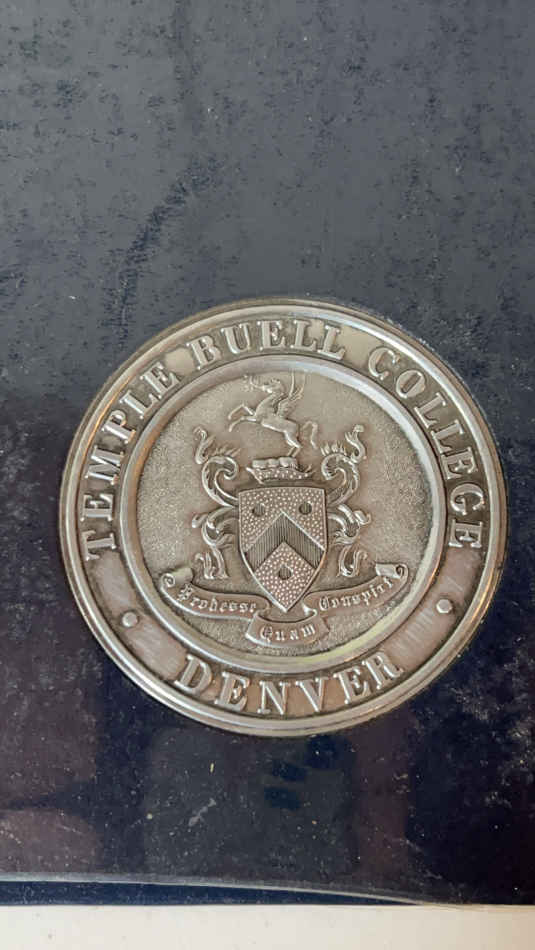 TEMPLE BUELL COLLEGE
Prodesse Quam Conspici
DENVER